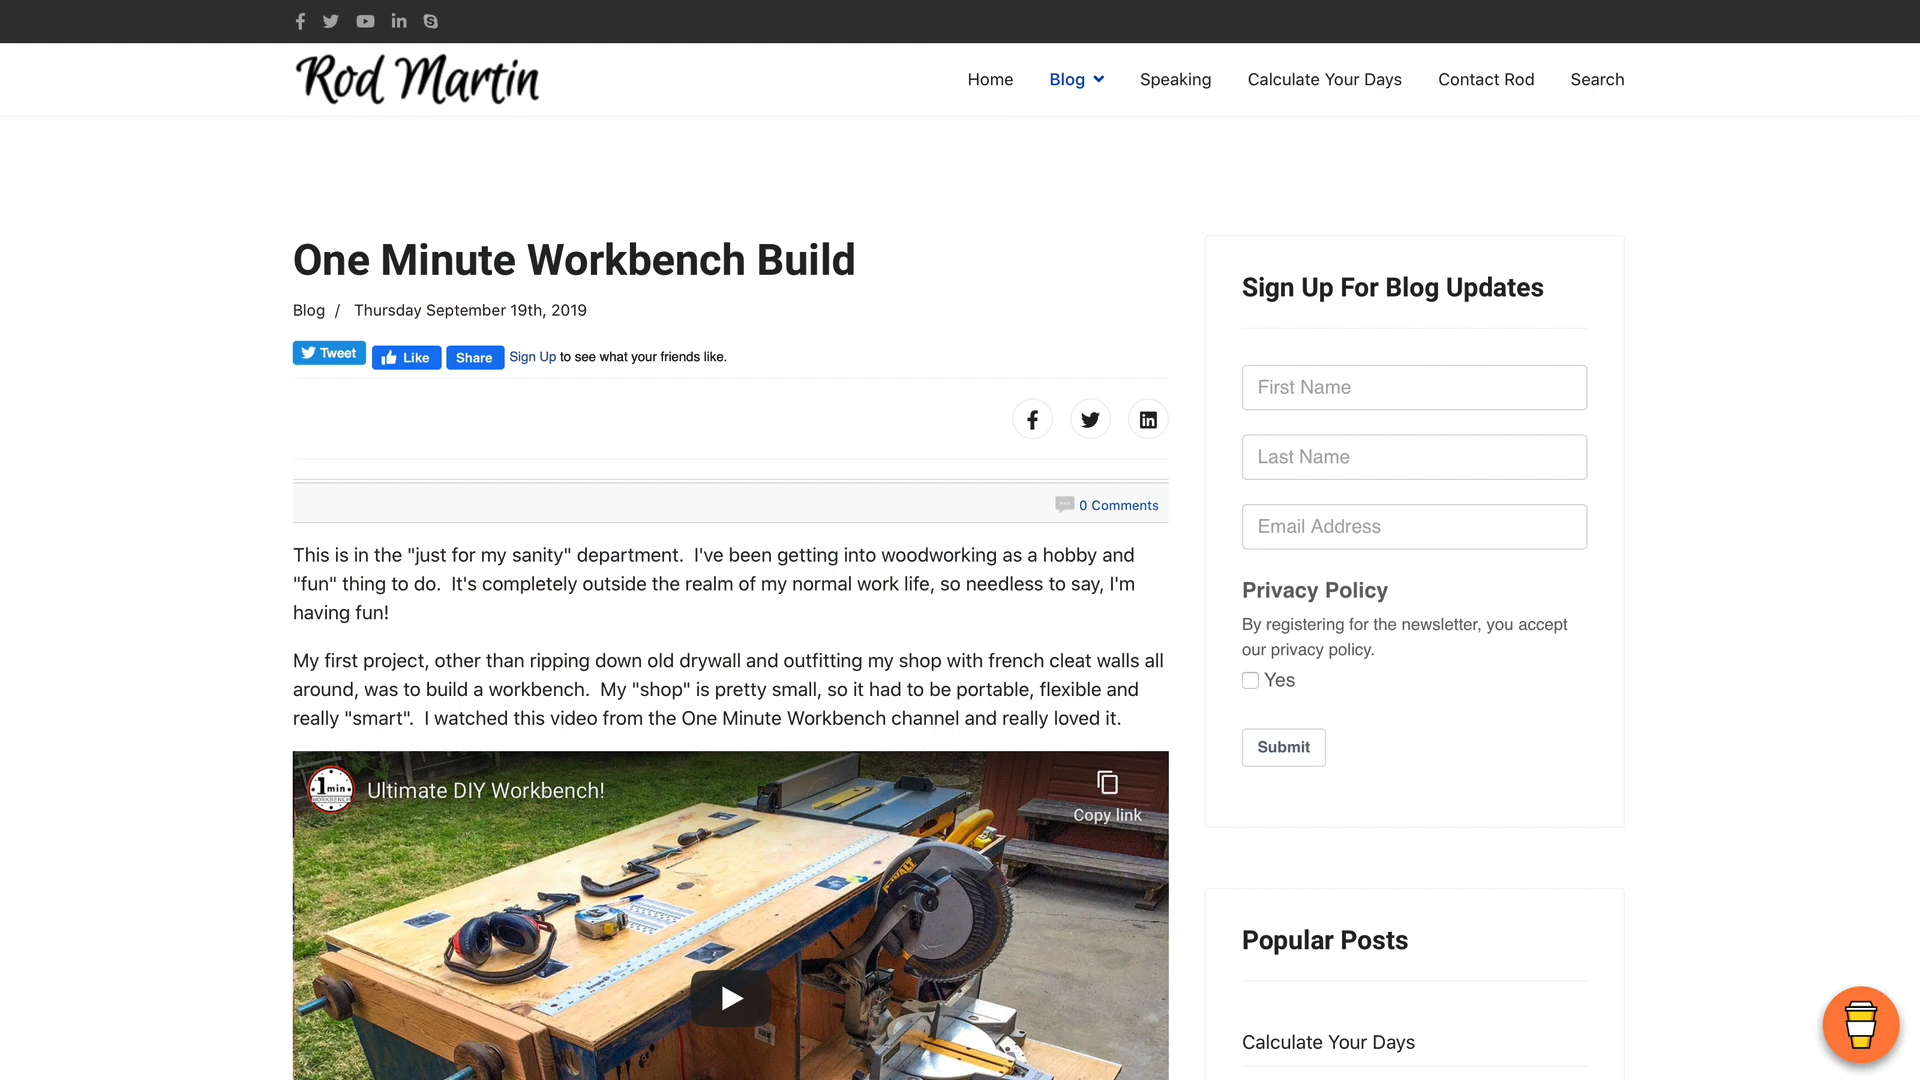 Rod Martin
Home
Blog
Speaking
Calculate Your Days
Contact Rod
Search
One Minute Workbench Build
Blog / Thursday September 19th, 2019
Tweet
Like
Share
Sign Up to see what your friends like.
0 Comments
This is in the "just for my sanity" department. I've been getting into woodworking as a hobby and
"fun" thing to do. It's completely outside the realm of my normal work life, so needless to say, I'm
having fun!
My first project, other than ripping down old drywall and outfitting my shop with french cleat walls all
around, was to build a workbench. My "shop" is pretty small, so it had to be portable, flexible and
really "smart". I watched this video from the One Minute Workbench channel and really loved it.
1min
WORKBENCH
Ultimate DIY Workbench!
Copy link
DEWALT
Sign Up For Blog Updates
First Name
Last Name
Email Address
Privacy Policy
By registering for the newsletter, you accept
our privacy policy.
Yes
Submit
Popular Posts
Calculate Your Days